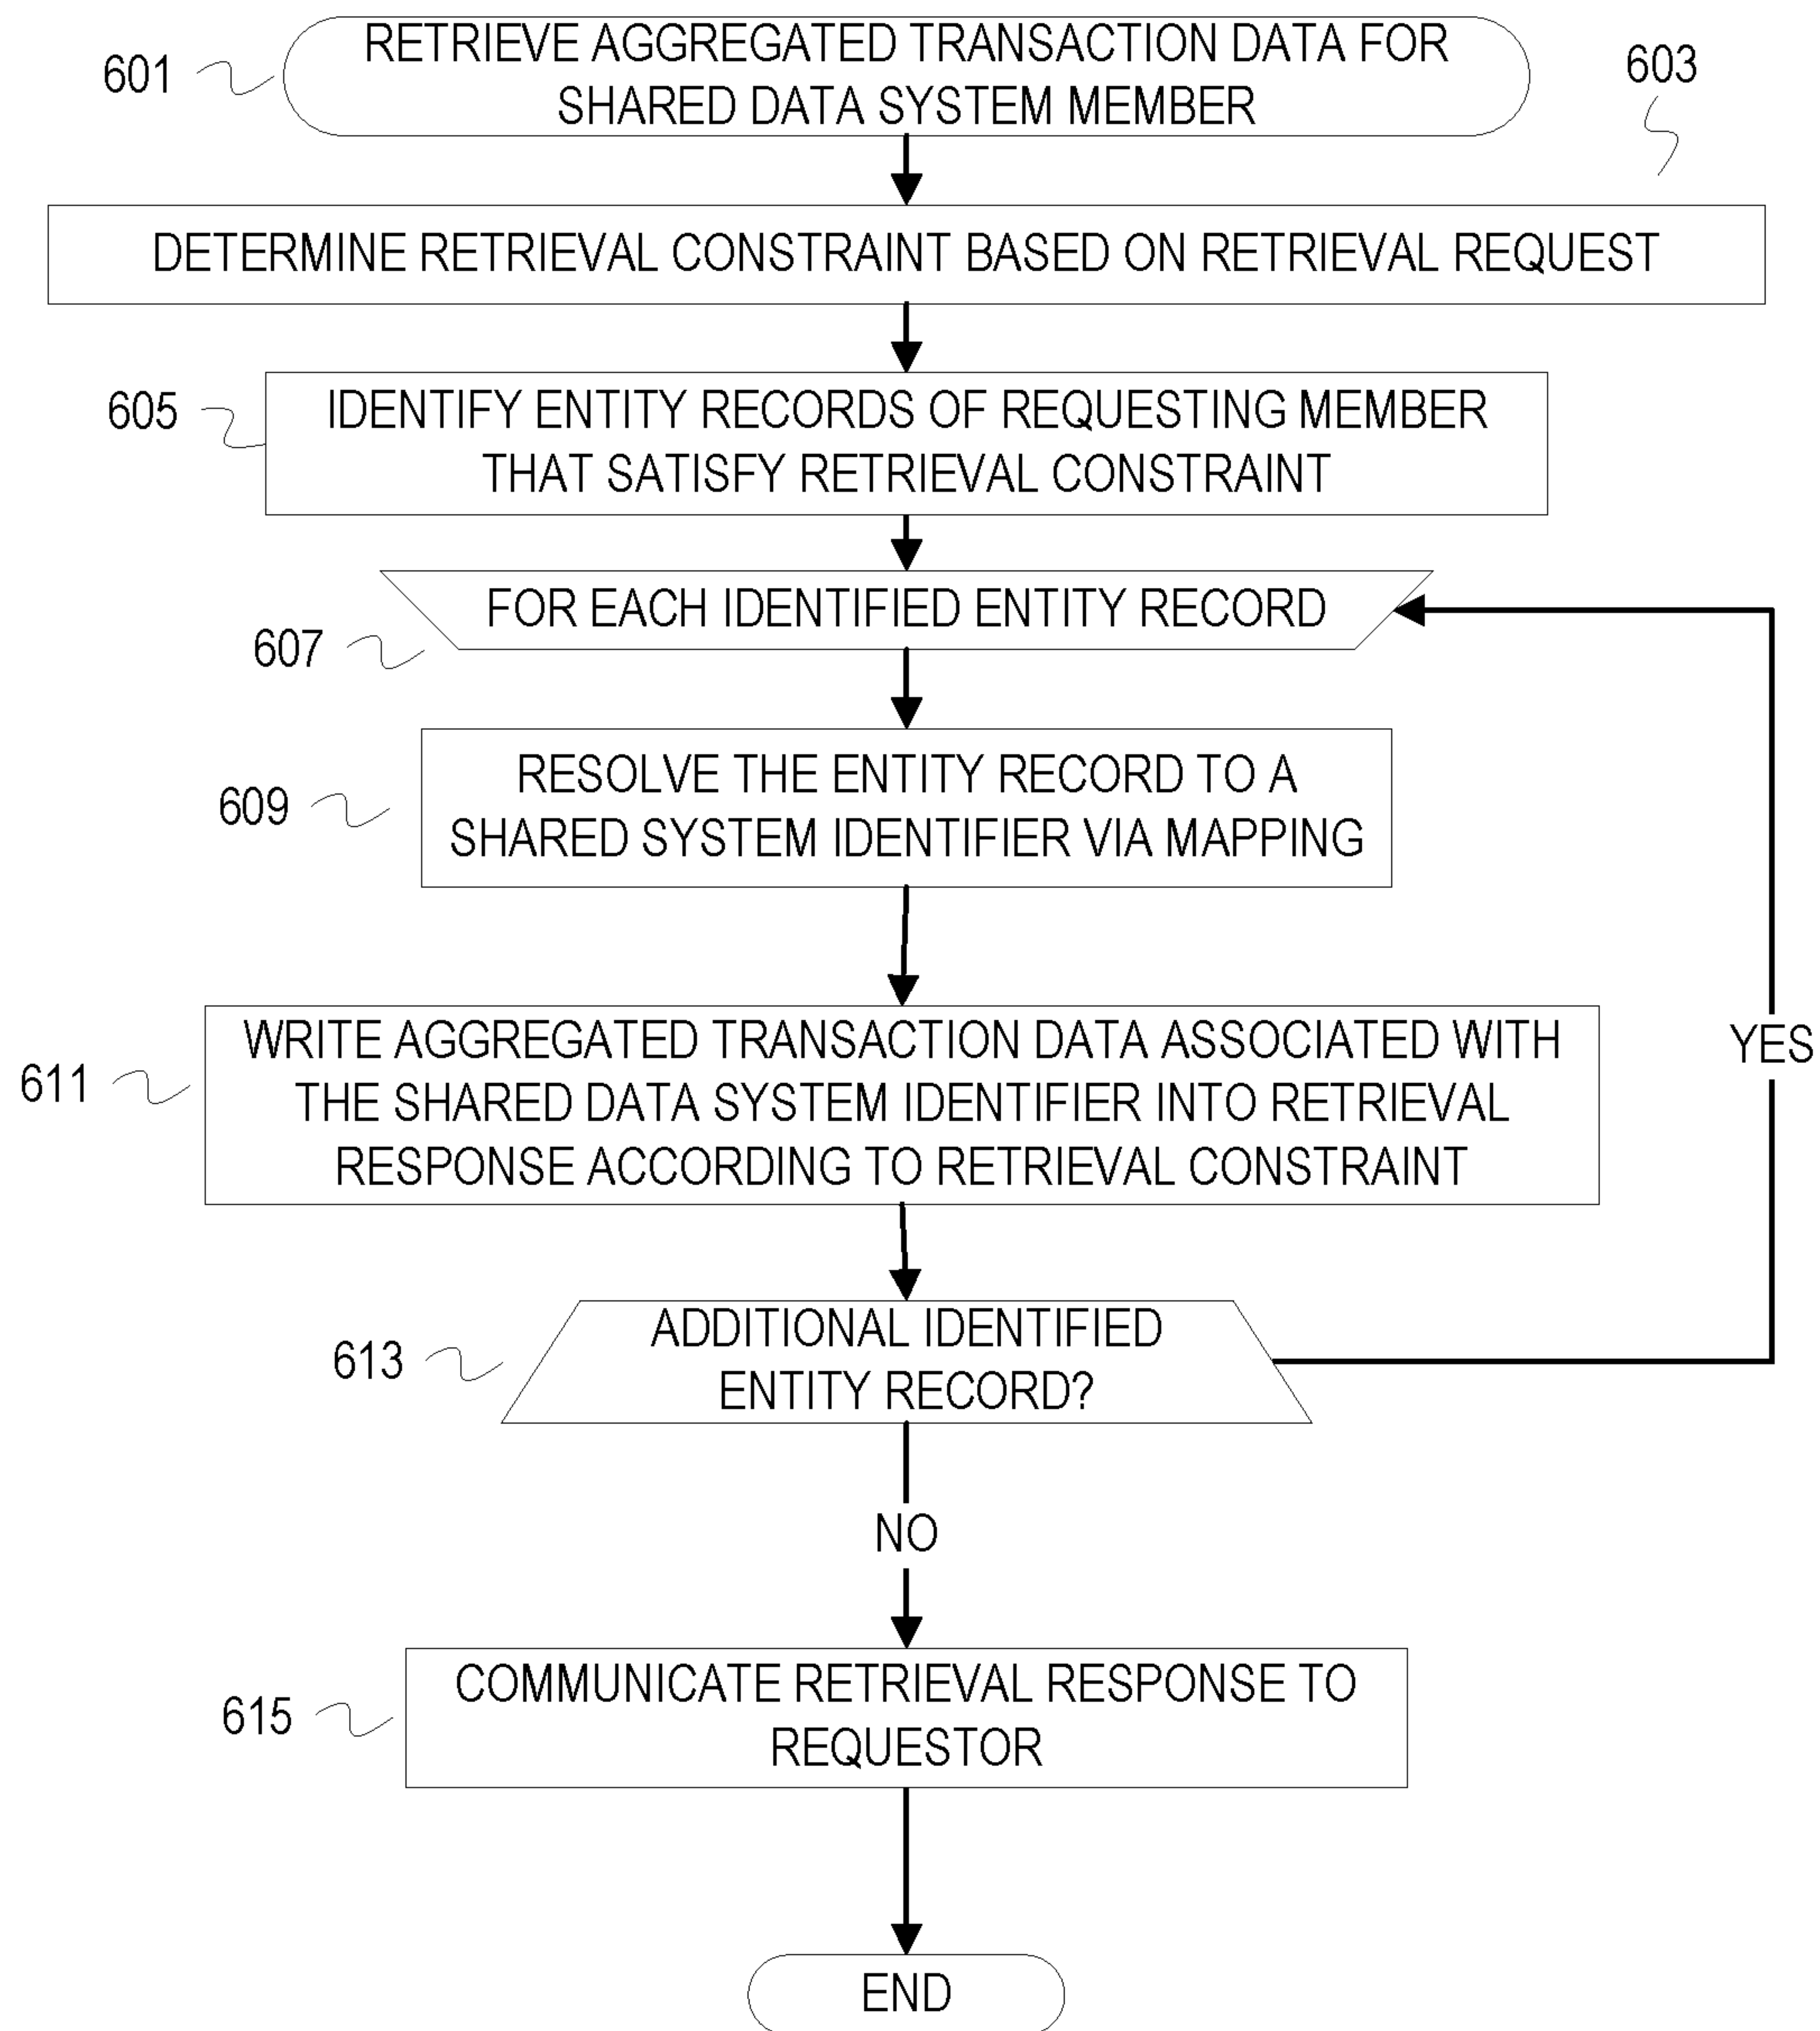 601
RETRIEVE AGGREGATED TRANSACTION DATA FOR
SHARED DATA SYSTEM MEMBER
603
DETERMINE RETRIEVAL CONSTRAINT BASED ON RETRIEVAL REQUEST
605
IDENTIFY ENTITY RECORDS OF REQUESTING MEMBER
THAT SATISFY RETRIEVAL CONSTRAINT
607
FOR EACH IDENTIFIED ENTITY RECORD
609
RESOLVE THE ENTITY RECORD TO A
SHARED SYSTEM IDENTIFIER VIA MAPPING
611
WRITE AGGREGATED TRANSACTION DATA ASSOCIATED WITH
THE SHARED DATA SYSTEM IDENTIFIER INTO RETRIEVAL
RESPONSE ACCORDING TO RETRIEVAL CONSTRAINT
YES
613
ADDITIONAL IDENTIFIED
ENTITY RECORD?
NO
615
COMMUNICATE RETRIEVAL RESPONSE TO
REQUESTOR
END